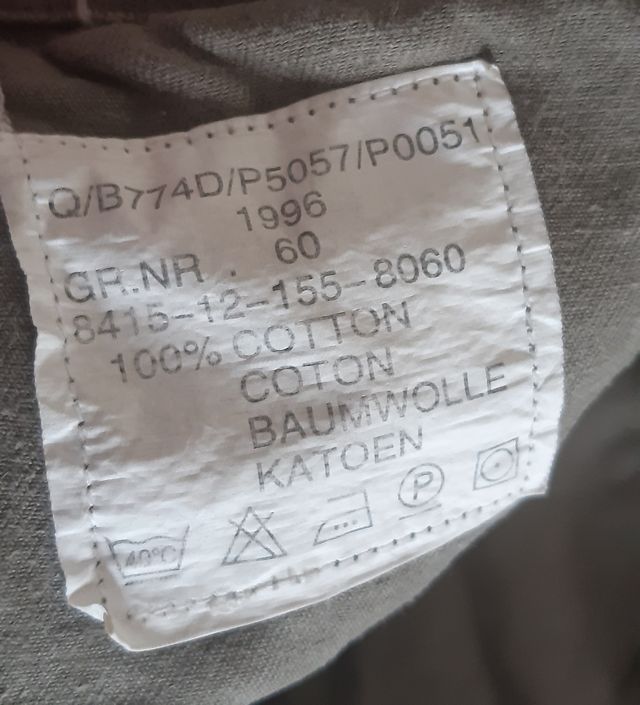 Q/B774D/P5057/P0051
1996
GR.NR . 60
8415-12-155-8060
100% COTTON
COTON
BAUMWOLLE
KATOEN
40°C P